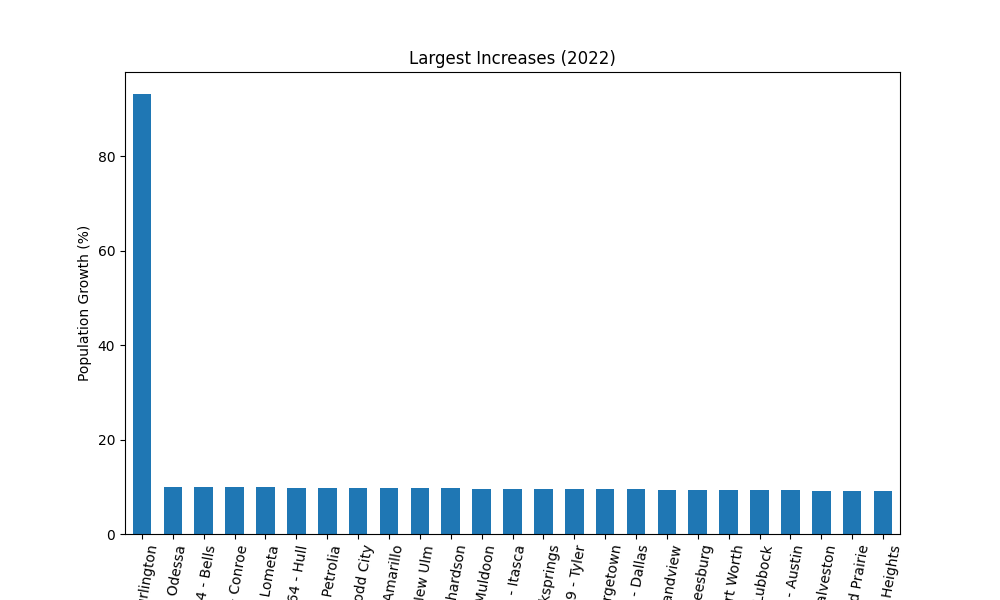 Largest Increases (2022)
Population Growth (%)
80
60
40
20
0
rlington
Odessa
4 - Bells
- Conroe
Lometa
64 - Hull
Petrolia
odd City
Amarillo
New Ulm
hardson
Muldoon
- Itasca
ksprings
9 - Tyler
rgetown
- Dallas
andview
eesburg
rt Worth
Lubbock
- Austin
alveston
d Prairie
Heights